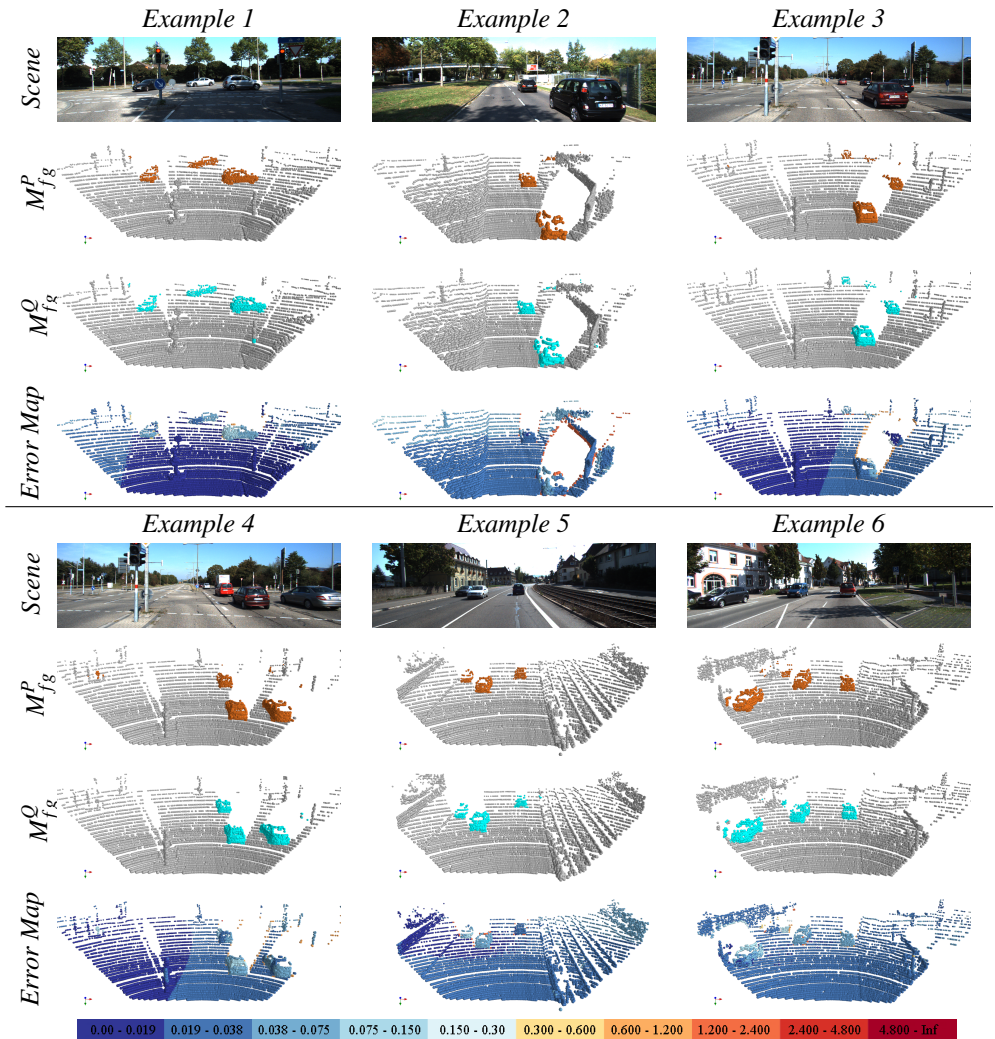 Example 1 Example 2 Example 3
Scene
M^P_fg
M^Q_fg
Error Map
Example 4 Example 5 Example 6
Scene
M^P_fg
M^Q_fg
Error Map
0.00 - 0.019 0.019 - 0.038 0.038 - 0.075 0.075 - 0.150 0.150 - 0.30 0.300 - 0.600 0.600 - 1.200 1.200 - 2.400 2.400 - 4.800 4.800 - Inf